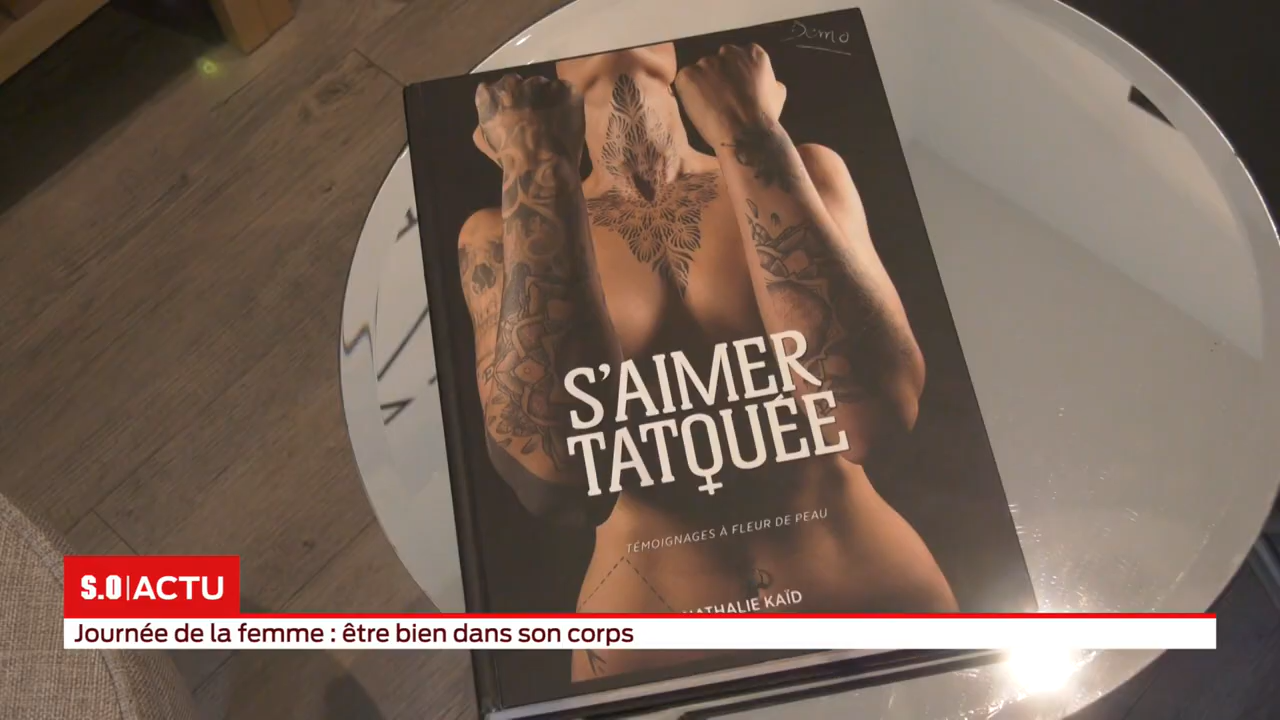 Demo
S'AIMER
TATOUÉE
TÉMOIGNAGES À FLEUR DE PEAU
NATHALIE KAÏD
S.O|ACTU
Journée de la femme : être bien dans son corps